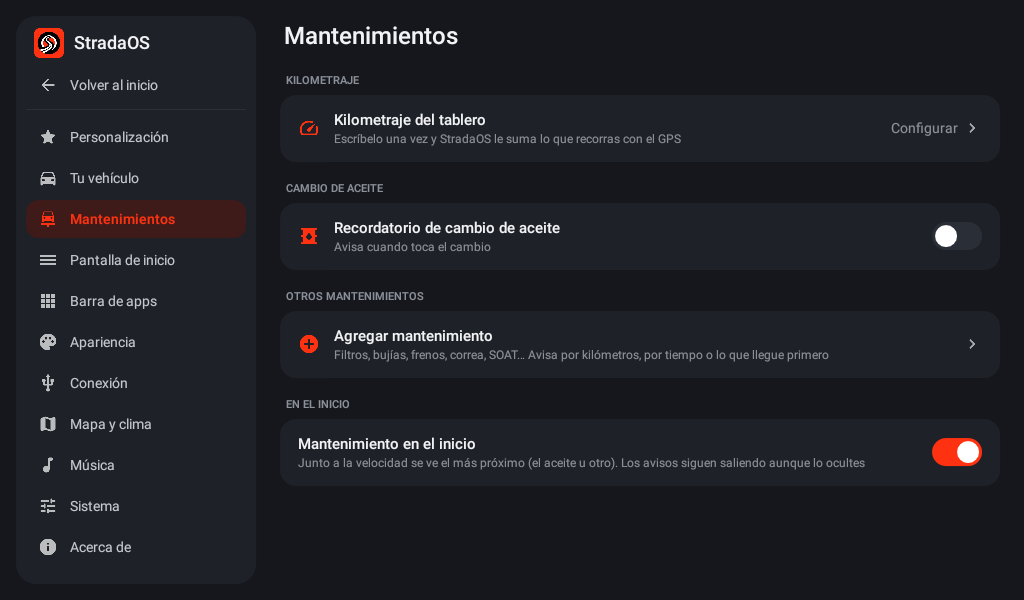 StradaOS
Volver al inicio
Personalización
Tu vehículo
Mantenimientos
Pantalla de inicio
Barra de apps
Apariencia
Conexión
Mapa y clima
Música
Sistema
Acerca de
Mantenimientos
KILOMETRAJE
Kilometraje del tablero
Escríbelo una vez y StradaOS le suma lo que recorras con el GPS
Configurar
CAMBIO DE ACEITE
Recordatorio de cambio de aceite
Avisa cuando toca el cambio
OTROS MANTENIMIENTOS
Agregar mantenimiento
Filtros, bujías, frenos, correa, SOAT... Avisa por kilómetros, por tiempo o lo que llegue primero
EN EL INICIO
Mantenimiento en el inicio
Junto a la velocidad se ve el más próximo (el aceite u otro). Los avisos siguen saliendo aunque lo ocultes